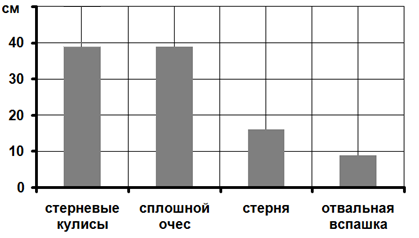 см
40
30
20
10
0
стерневые сплошной стерня отвальная
кулисы очес вспашка